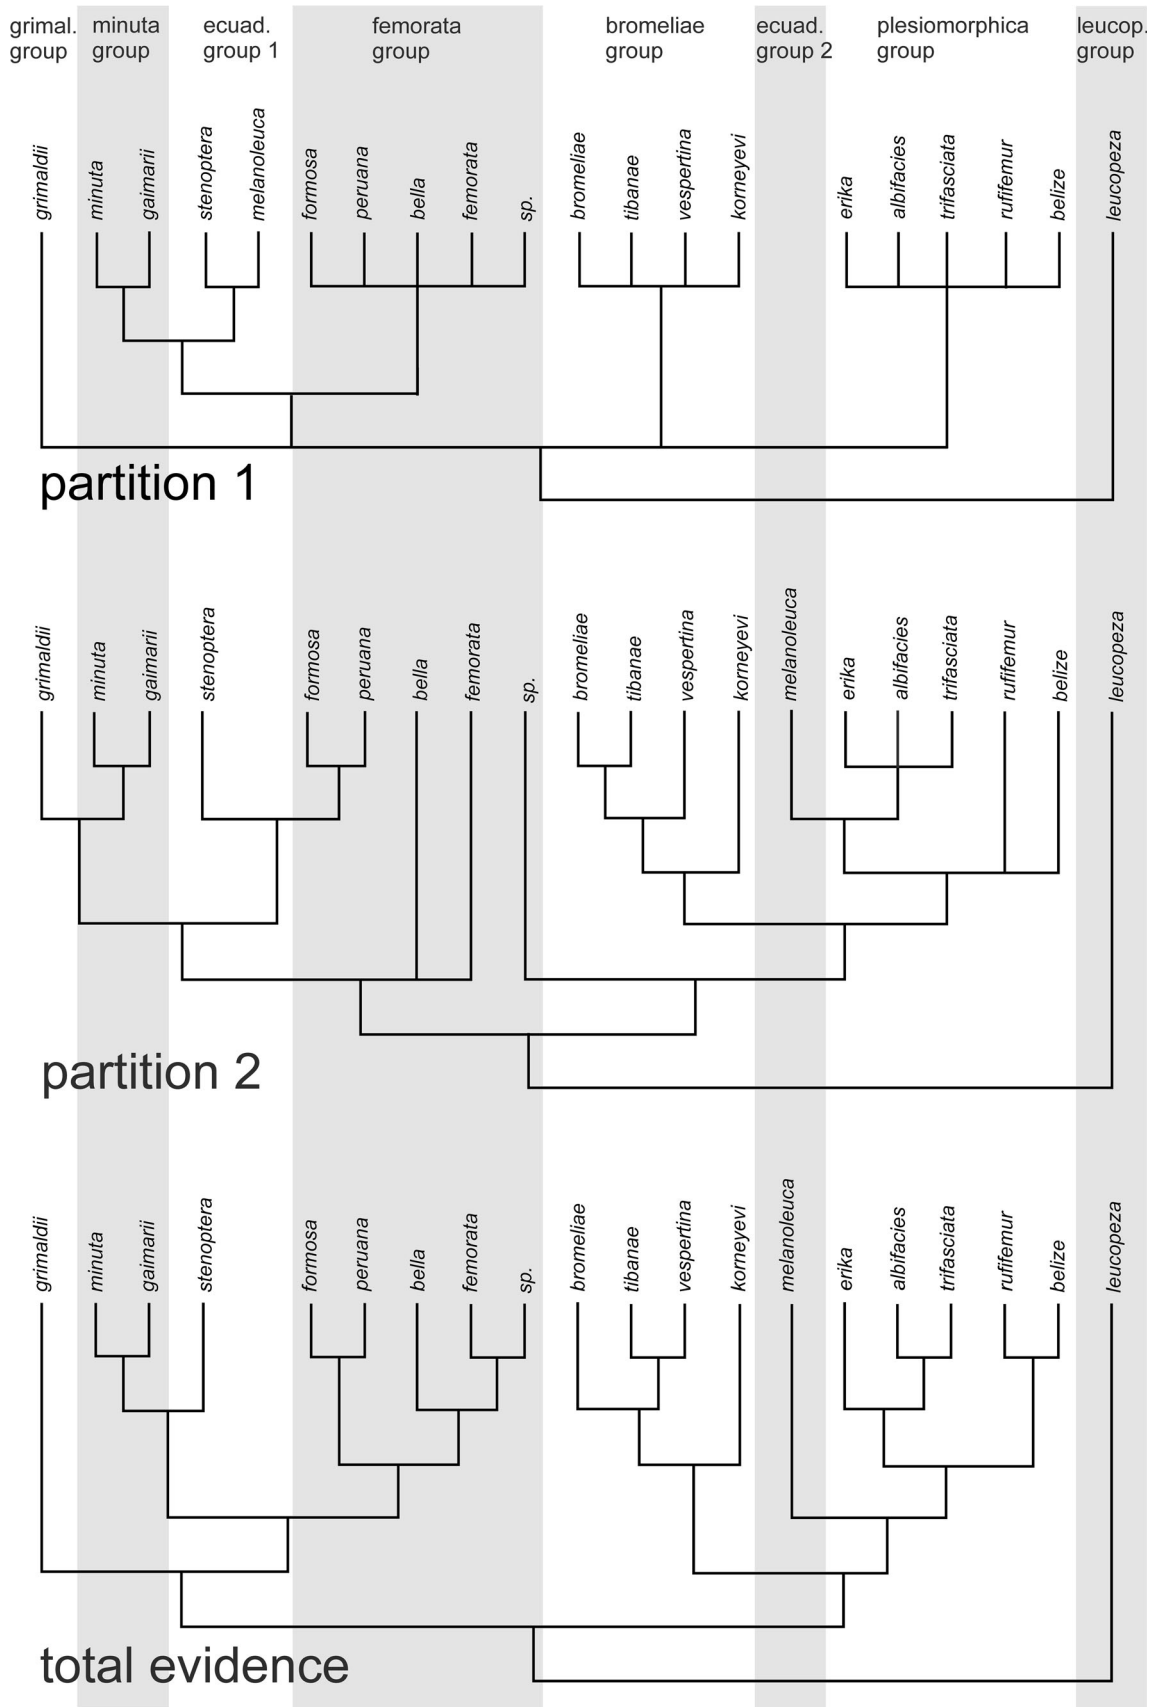 grimal. minuta ecuad. femorata bromeliae ecuad. plesiomorphica leucop.
group group group 1 group group group 2 group group
grimaldii minuta gaimarii stenoptera melanoleuca formosa peruana bella femorata sp. bromeliae tibanae vespertina korneyevi erika albifacies trifasciata rufifemur belize leucopeza
partition 1
grimaldii minuta gaimarii stenoptera formosa peruana bella femorata sp. bromeliae tibanae vespertina korneyevi melanoleuca erika albifacies trifasciata rufifemur belize leucopeza
partition 2
grimaldii minuta gaimarii stenoptera formosa peruana bella femorata sp. bromeliae tibanae vespertina korneyevi melanoleuca erika albifacies trifasciata rufifemur belize leucopeza
total evidence